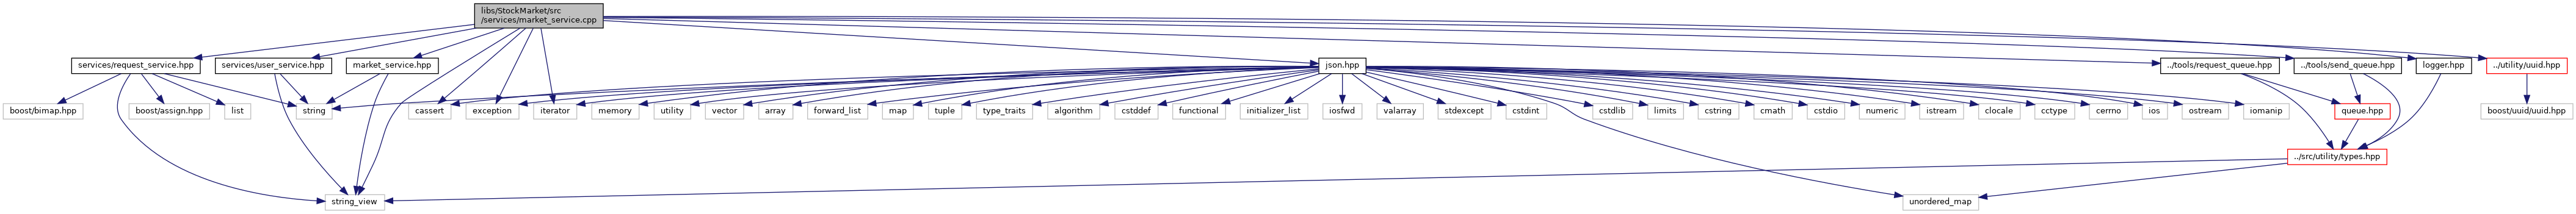 libs/StockMarket/src
/services/market_service.cpp
services/request_service.hpp
services/user_service.hpp
market_service.hpp
json.hpp
../tools/request_queue.hpp
../tools/send_queue.hpp
logger.hpp
../utility/uuid.hpp
boost/bimap.hpp
boost/assign.hpp
list
string
cassert
exception
iterator
memory
utility
vector
array
forward_list
map
tuple
type_traits
algorithm
cstddef
functional
initializer_list
iosfwd
valarray
stdexcept
cstdint
cstdlib
limits
cstring
cmath
cstdio
numeric
istream
clocale
cctype
cerrno
ios
ostream
iomanip
queue.hpp
boost/uuid/uuid.hpp
../src/utility/types.hpp
string_view
unordered_map